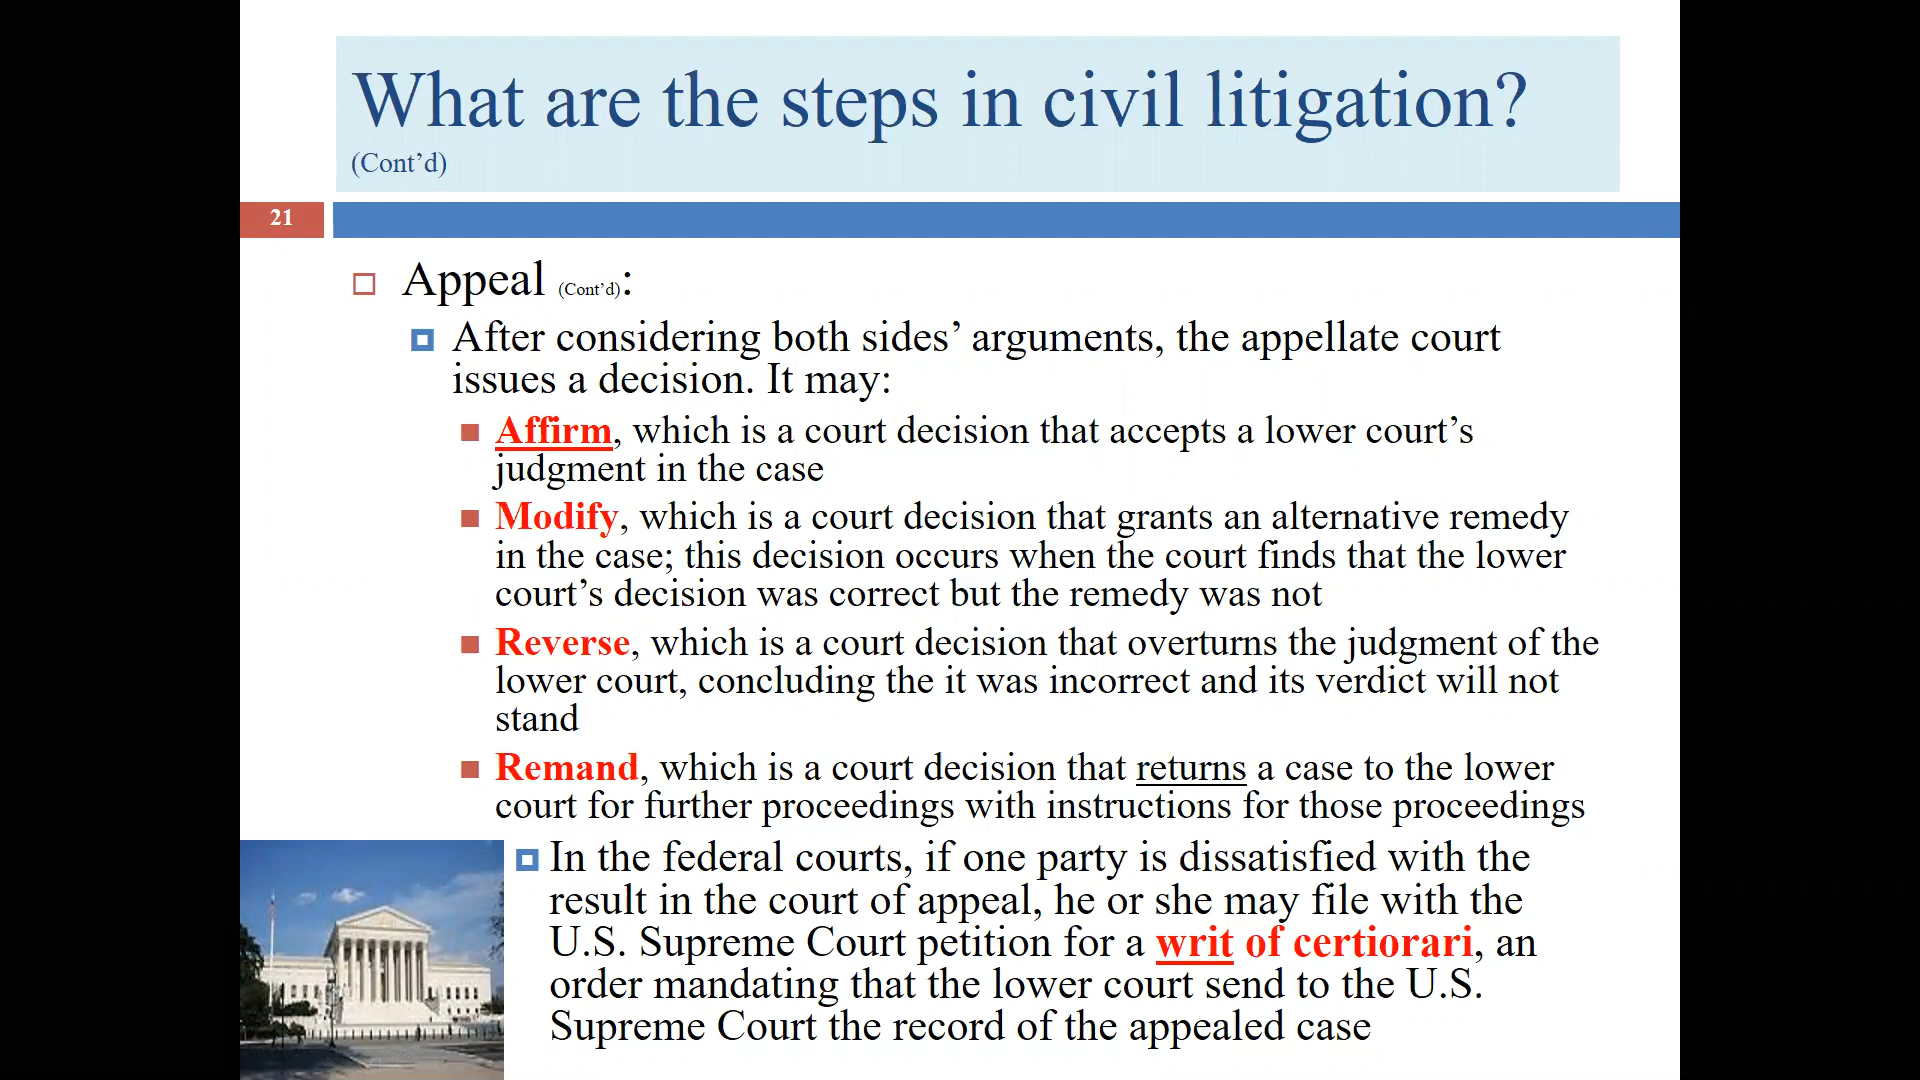 What are the steps in civil litigation?
(Cont’d)
21
Appeal (Cont’d):
After considering both sides’ arguments, the appellate court
issues a decision. It may:
Affirm, which is a court decision that accepts a lower court’s
judgment in the case
Modify, which is a court decision that grants an alternative remedy
in the case; this decision occurs when the court finds that the lower
court’s decision was correct but the remedy was not
Reverse, which is a court decision that overturns the judgment of the
lower court, concluding the it was incorrect and its verdict will not
stand
Remand, which is a court decision that returns a case to the lower
court for further proceedings with instructions for those proceedings
In the federal courts, if one party is dissatisfied with the
result in the court of appeal, he or she may file with the
U.S. Supreme Court petition for a writ of certiorari, an
order mandating that the lower court send to the U.S.
Supreme Court the record of the appealed case